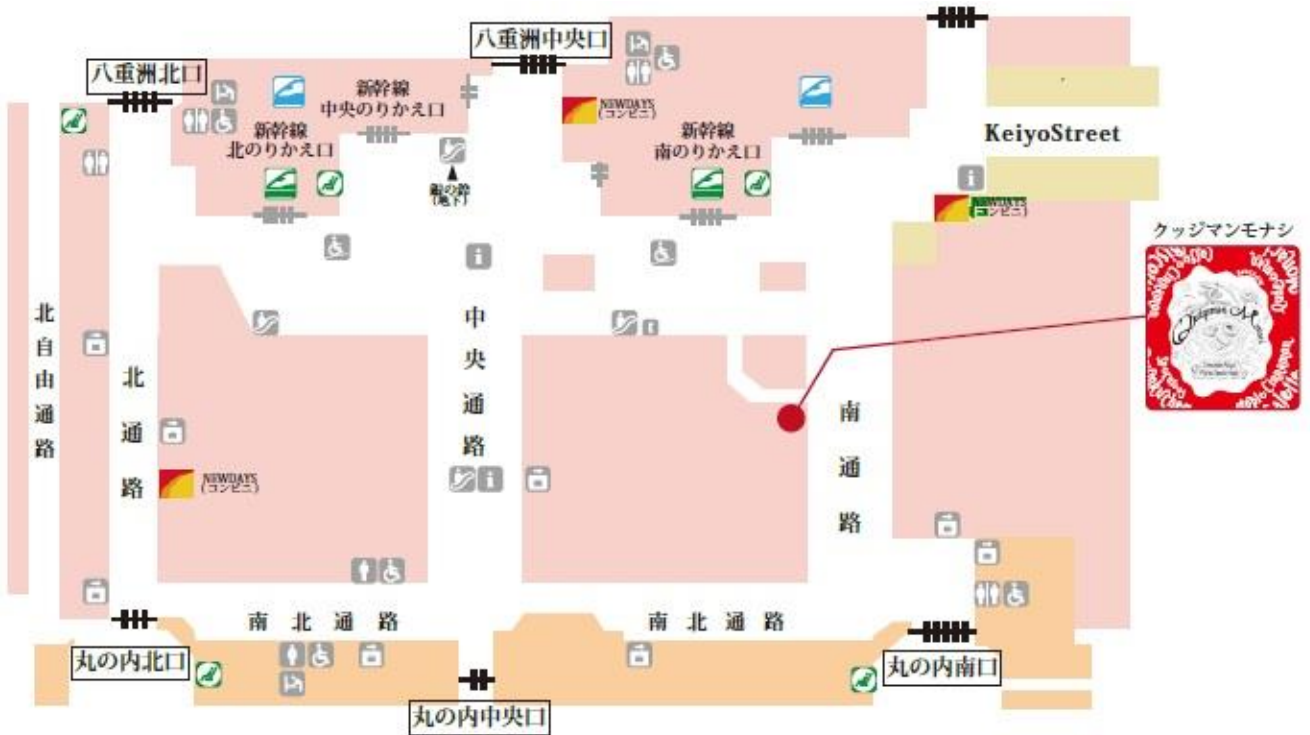 八重洲中央口
八重洲北口
新幹線
中央のりかえ口
新幹線
北のりかえ口
銀の鈴
(地下)
NEWDAYS
(コンビニ)
新幹線
南のりかえ口
KeiyoStreet
NEWDAYS
コンビニ)
クッジマンモナシ
北自由通路
北通路
中央通路
南通路
NEWDAYS
(コンビニ)
南北通路
南北通路
丸の内北口
丸の内中央口
丸の内南口